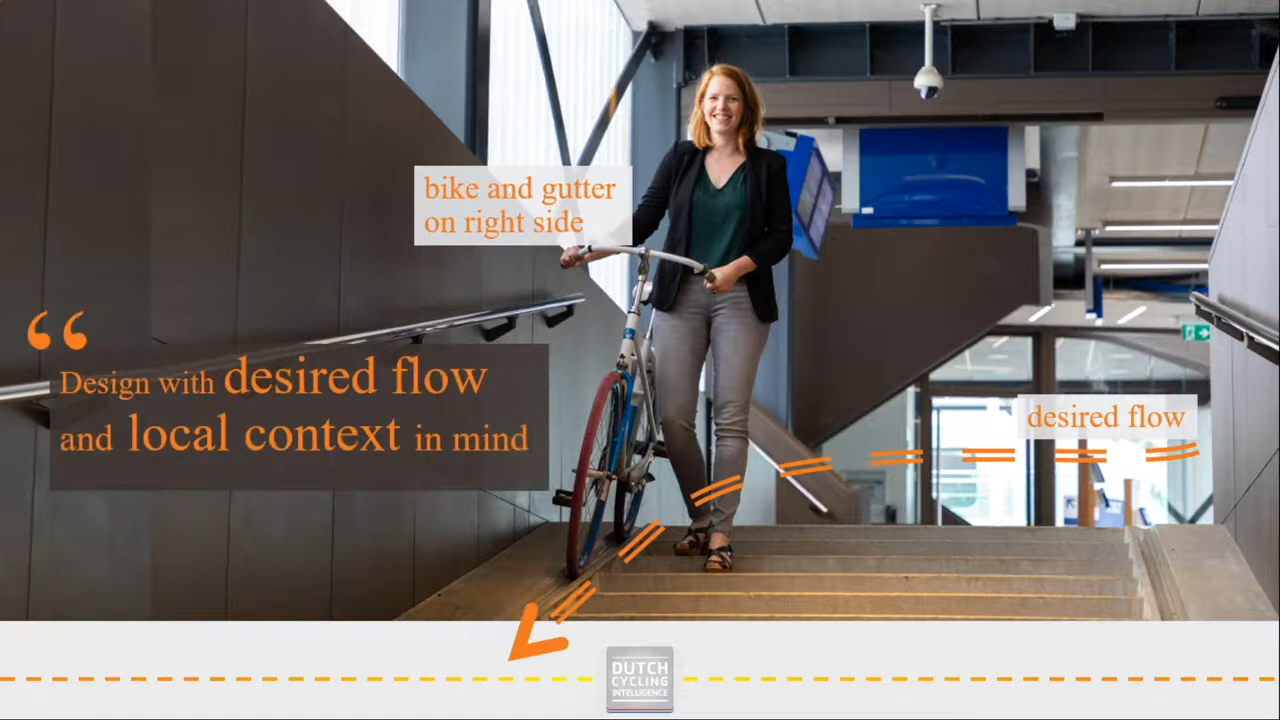 bike and gutter
on right side
“
Design with desired flow
and local context in mind
desired flow
DUTCH
CYCLING
INTELLIGENCE